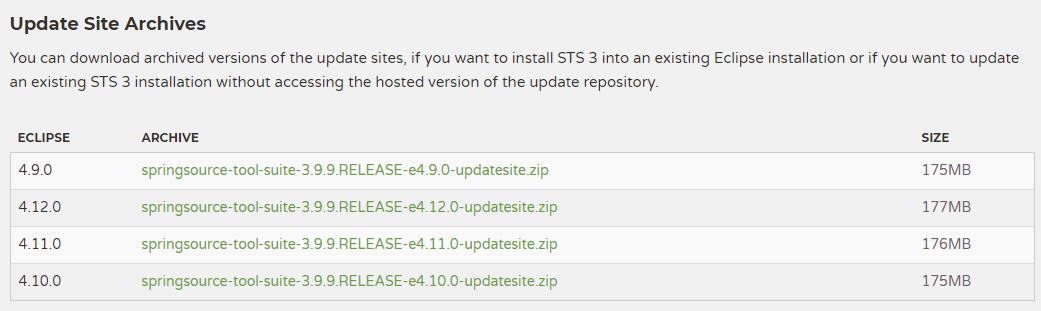 Update Site Archives
You can download archived versions of the update sites, if you want to install STS 3 into an existing Eclipse installation or if you want to update
an existing STS 3 installation without accessing the hosted version of the update repository.
ECLIPSE ARCHIVE SIZE
4.9.0 springsource-tool-suite-3.9.9.RELEASE-e4.9.0-updatesite.zip 175MB
4.12.0 springsource-tool-suite-3.9.9.RELEASE-e4.12.0-updatesite.zip 177MB
4.11.0 springsource-tool-suite-3.9.9.RELEASE-e4.11.0-updatesite.zip 176MB
4.10.0 springsource-tool-suite-3.9.9.RELEASE-e4.10.0-updatesite.zip 175MB